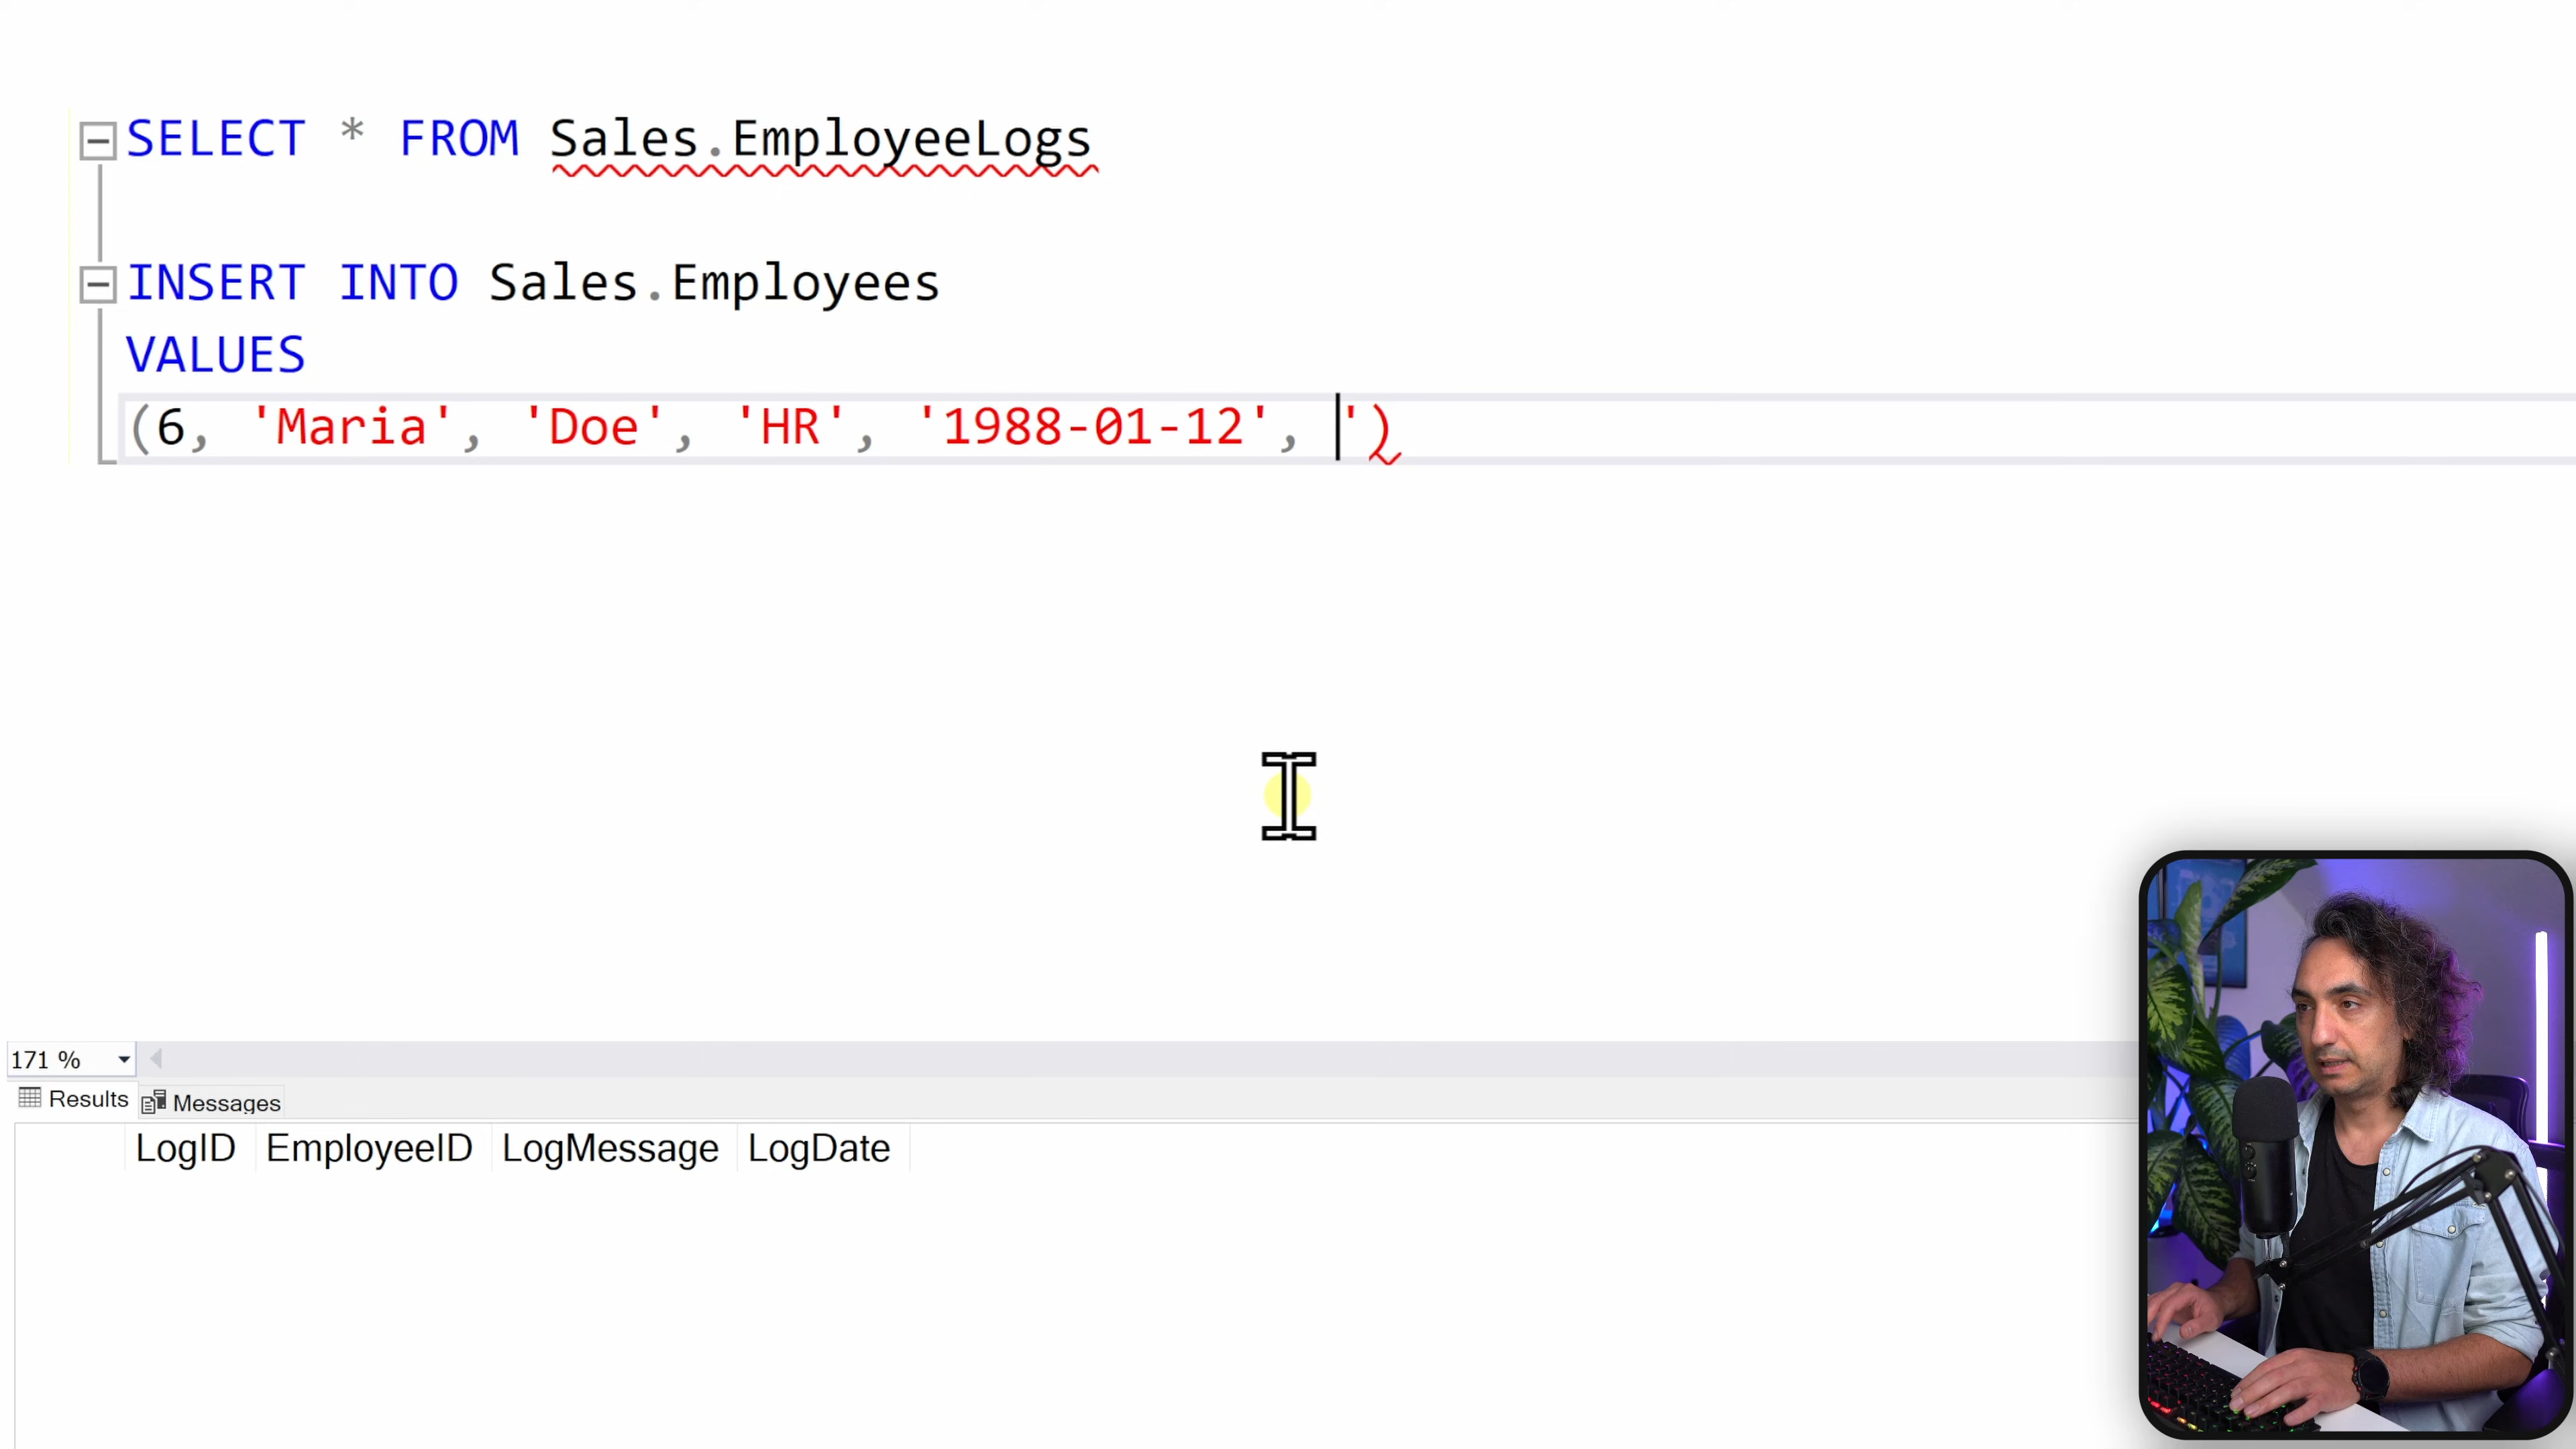 SELECT * FROM Sales.EmployeeLogs
INSERT INTO Sales.Employees
VALUES
(6, 'Maria', 'Doe', 'HR', '1988-01-12', ')
171 %
Results Messages
LogID EmployeeID LogMessage LogDate